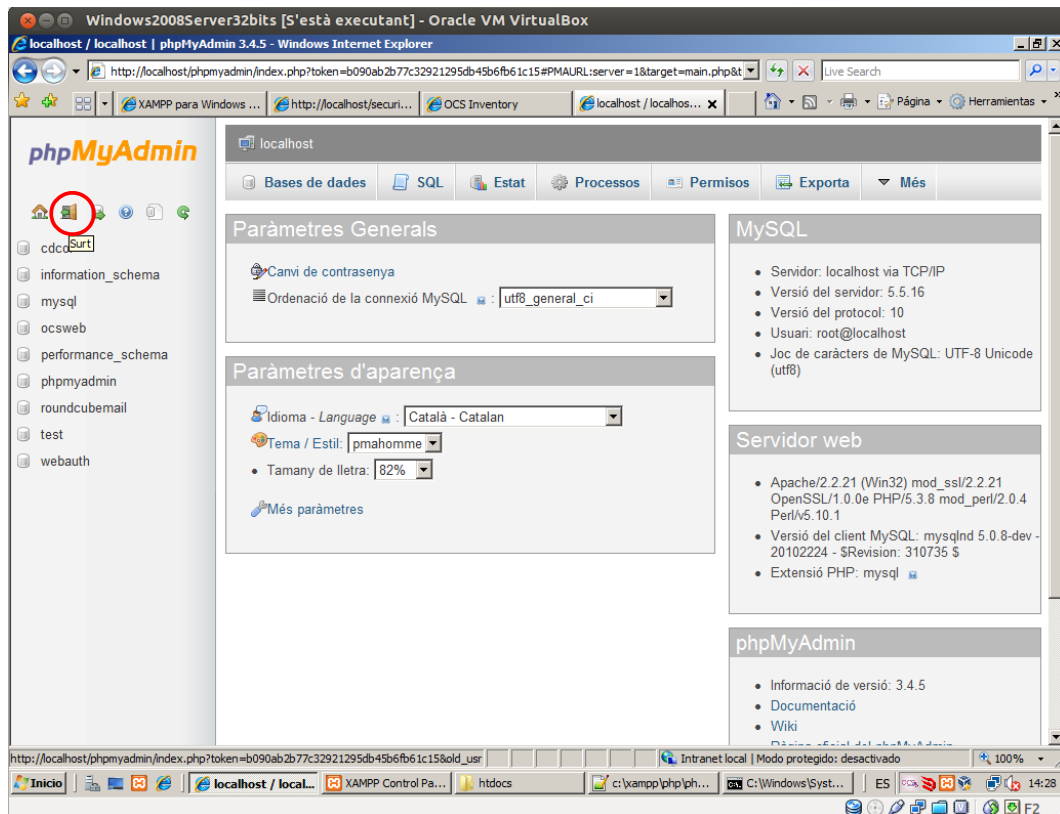 Windows2008Server32bits [S'està executant] - Oracle VM VirtualBox
localhost / localhost | phpMyAdmin 3.4.5 - Windows Internet Explorer
http://localhost/phpmyadmin/index.php?token=b090ab2b77c32921295db45b6fb61c15#PMAURL:server=1&target=main.php&t
Live Search
XAMPP para Windows ...
http://localhost/securi...
OCS Inventory
localhost / localhos...
Página
Herramientas
phpMyAdmin
localhost
Bases de dades
SQL
Estat
Processos
Permisos
Exporta
Més
Surt
cdco
information_schema
mysql
ocsweb
performance_schema
phpmyadmin
roundcubemail
test
webauth
Paràmetres Generals
Canvi de contrasenya
Ordenació de la connexió MySQL : utf8_general_ci
Paràmetres d'aparença
Idioma - Language : Català - Catalan
Tema / Estil: pmahomme
Tamany de lletra: 82%
Més paràmetres
MySQL
Servidor: localhost via TCP/IP
Versió del servidor: 5.5.16
Versió del protocol: 10
Usuari: root@localhost
Joc de caràcters de MySQL: UTF-8 Unicode
(utf8)
Servidor web
Apache/2.2.21 (Win32) mod_ssl/2.2.21
OpenSSL/1.0.0e PHP/5.3.8 mod_perl/2.0.4
Perl/v5.10.1
Versió del client MySQL: mysqlnd 5.0.8-dev -
20102224 - $Revision: 310735 $
Extensió PHP: mysql
phpMyAdmin
Informació de versió: 3.4.5
Documentació
Wiki
Pàgina oficial del phpMyAdmin
http://localhost/phpmyadmin/index.php?token=b090ab2b77c32921295db45b6fb61c15&old_usr
Intranet local | Modo protegido: desactivado
100%
Inicio
localhost / local...
XAMPP Control Pa...
htdocs
c:\xampp\php\ph...
C:\Windows\Syst...
ES
14:28
F2